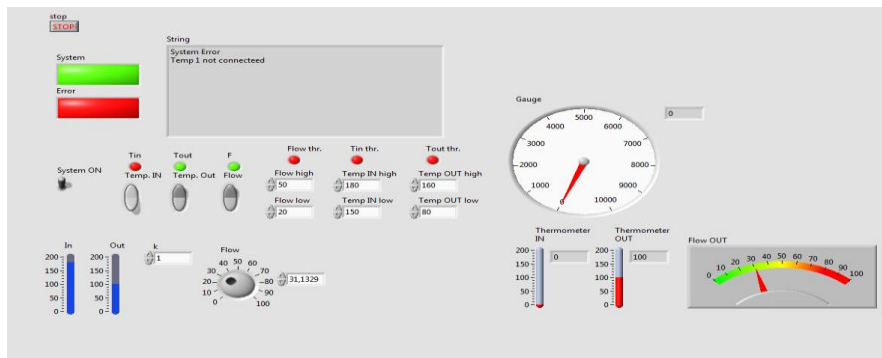 stop
STOP
String
System
System Error
Temp 1 not connecteed
Error
Gauge
0
0
1000
2000
3000
4000
5000
6000
7000
8000
9000
10000
System ON
Tin
Tout
F
Temp. IN
Temp. Out
Flow
Flow thr.
Tin thr.
Tout thr.
Flow high
Temp IN high
Temp OUT high
50
180
160
Flow low
Temp IN low
Temp OUT low
20
150
80
In
Out
200
150
100
50
0
200
150
100
50
0
k
1
Flow
0
10
20
30
40
50
60
70
80
90
100
31,1329
Thermometer
IN
200
150
100
50
0
0
Thermometer
OUT
200
150
100
50
0
100
Flow OUT
0
10
20
30
40
50
60
70
80
90
100